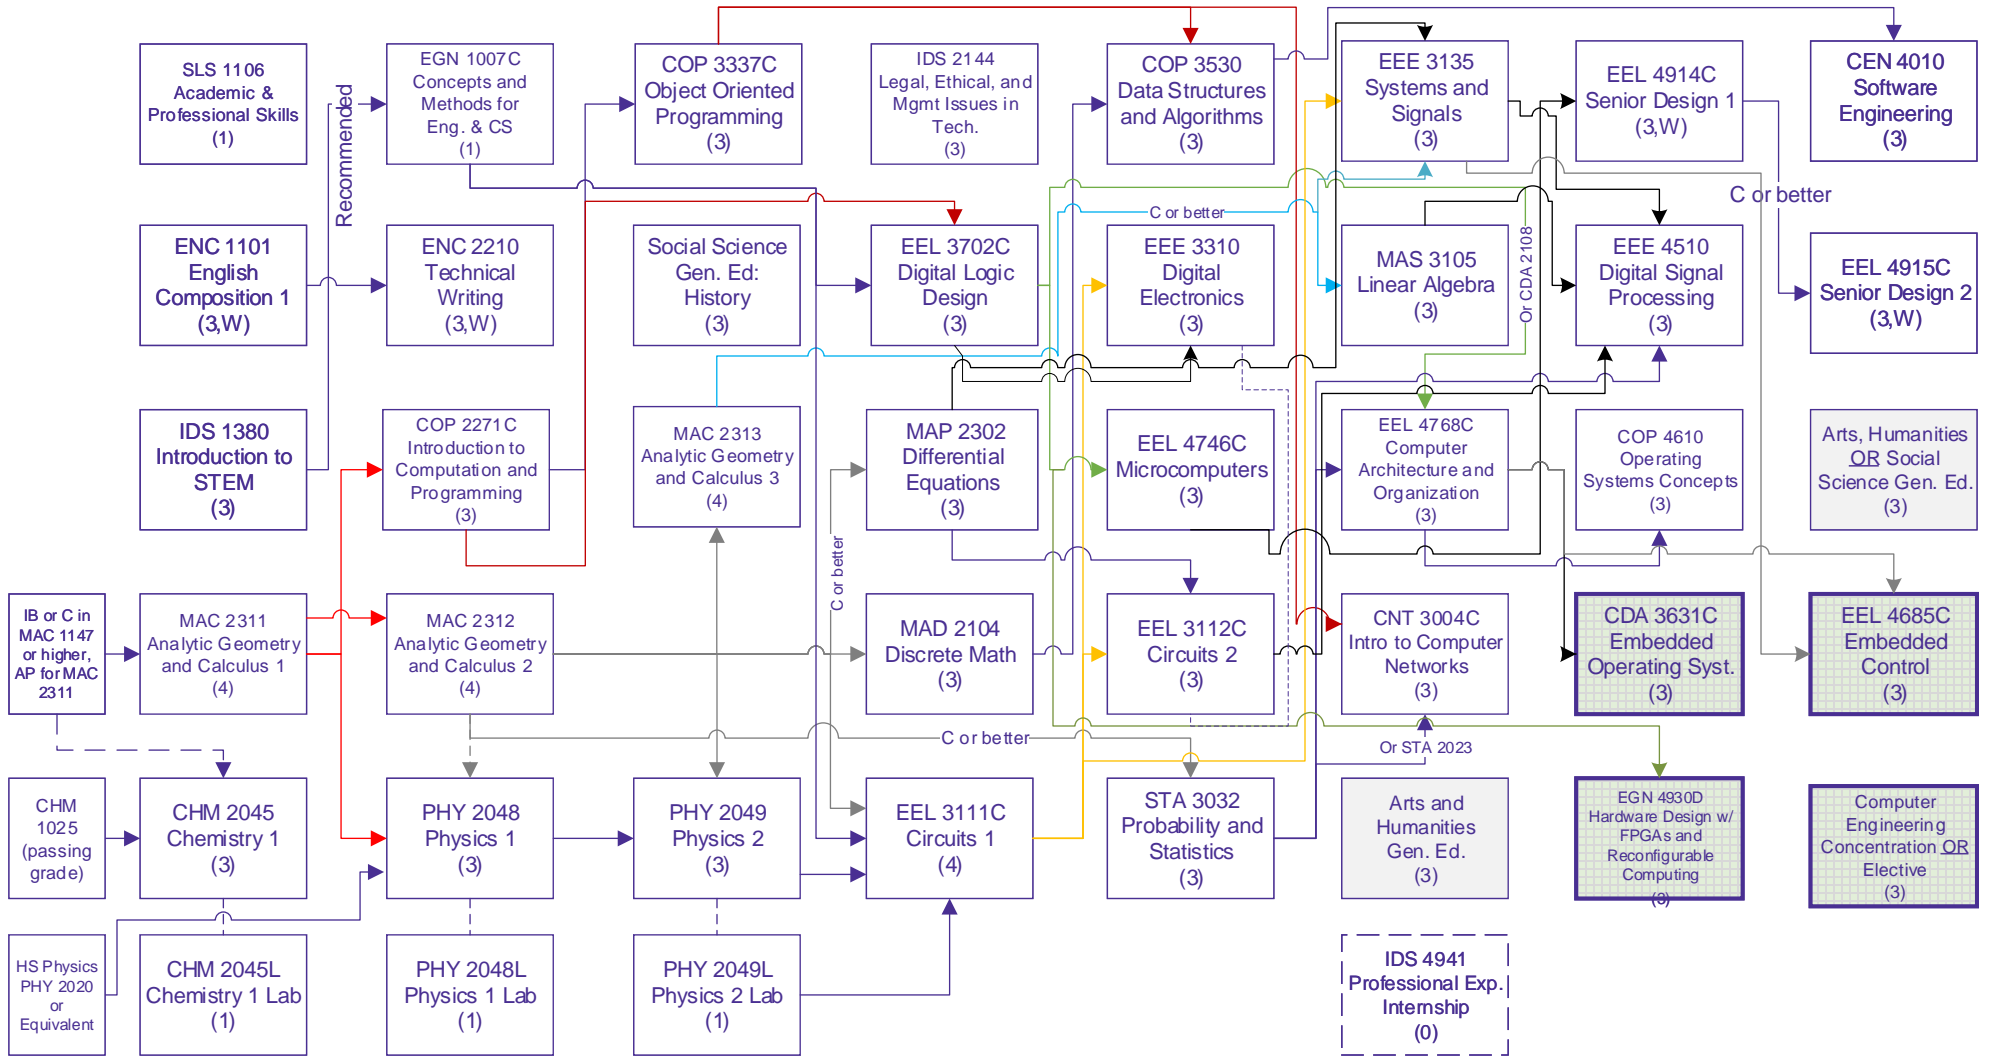 SLS 1106
Academic &
Professional Skills
(1)
EGN 1007C
Concepts and
Methods for
Eng. & CS
(1)
COP 3337C
Object Oriented
Programming
(3)
IDS 2144
Legal, Ethical, and
Mgmt Issues in
Tech.
(3)
COP 3530
Data Structures
and Algorithms
(3)
EEE 3135
Systems and
Signals
(3)
EEL 4914C
Senior Design 1
(3,W)
CEN 4010
Software
Engineering
(3)
Recommended
C or better
C or better
ENC 1101
English
Composition 1
(3,W)
ENC 2210
Technical
Writing
(3,W)
Social Science
Gen. Ed:
History
(3)
EEL 3702C
Digital Logic
Design
(3)
EEE 3310
Digital
Electronics
(3)
MAS 3105
Linear Algebra
(3)
Or CDA 2108
EEE 4510
Digital Signal
Processing
(3)
EEL 4915C
Senior Design 2
(3,W)
IDS 1380
Introduction to
STEM
(3)
COP 2271C
Introduction to
Computation and
Programming
(3)
MAC 2313
Analytic Geometry
and Calculus 3
(4)
MAP 2302
Differential
Equations
(3)
EEL 4746C
Microcomputers
(3)
EEL 4768C
Computer
Architecture and
Organization
(3)
COP 4610
Operating
Systems Concepts
(3)
Arts, Humanities
OR Social
Science Gen. Ed.
(3)
C or better
IB or C in
MAC 1147
or higher,
AP for MAC
2311
MAC 2311
Analytic Geometry
and Calculus 1
(4)
MAC 2312
Analytic Geometry
and Calculus 2
(4)
MAD 2104
Discrete Math
(3)
EEL 3112C
Circuits 2
(3)
CNT 3004C
Intro to Computer
Networks
(3)
CDA 3631C
Embedded
Operating Syst.
(3)
EEL 4685C
Embedded
Control
(3)
C or better
Or STA 2023
CHM
1025
(passing
grade)
CHM 2045
Chemistry 1
(3)
PHY 2048
Physics 1
(3)
PHY 2049
Physics 2
(3)
EEL 3111C
Circuits 1
(4)
STA 3032
Probability and
Statistics
(3)
Arts and
Humanities
Gen. Ed.
(3)
EGN 4930D
Hardware Design w/
FPGAs and
Reconfigurable
Computing
(3)
Computer
Engineering
Concentration OR
Elective
(3)
HS Physics
PHY 2020
or
Equivalent
CHM 2045L
Chemistry 1 Lab
(1)
PHY 2048L
Physics 1 Lab
(1)
PHY 2049L
Physics 2 Lab
(1)
IDS 4941
Professional Exp.
Internship
(0)